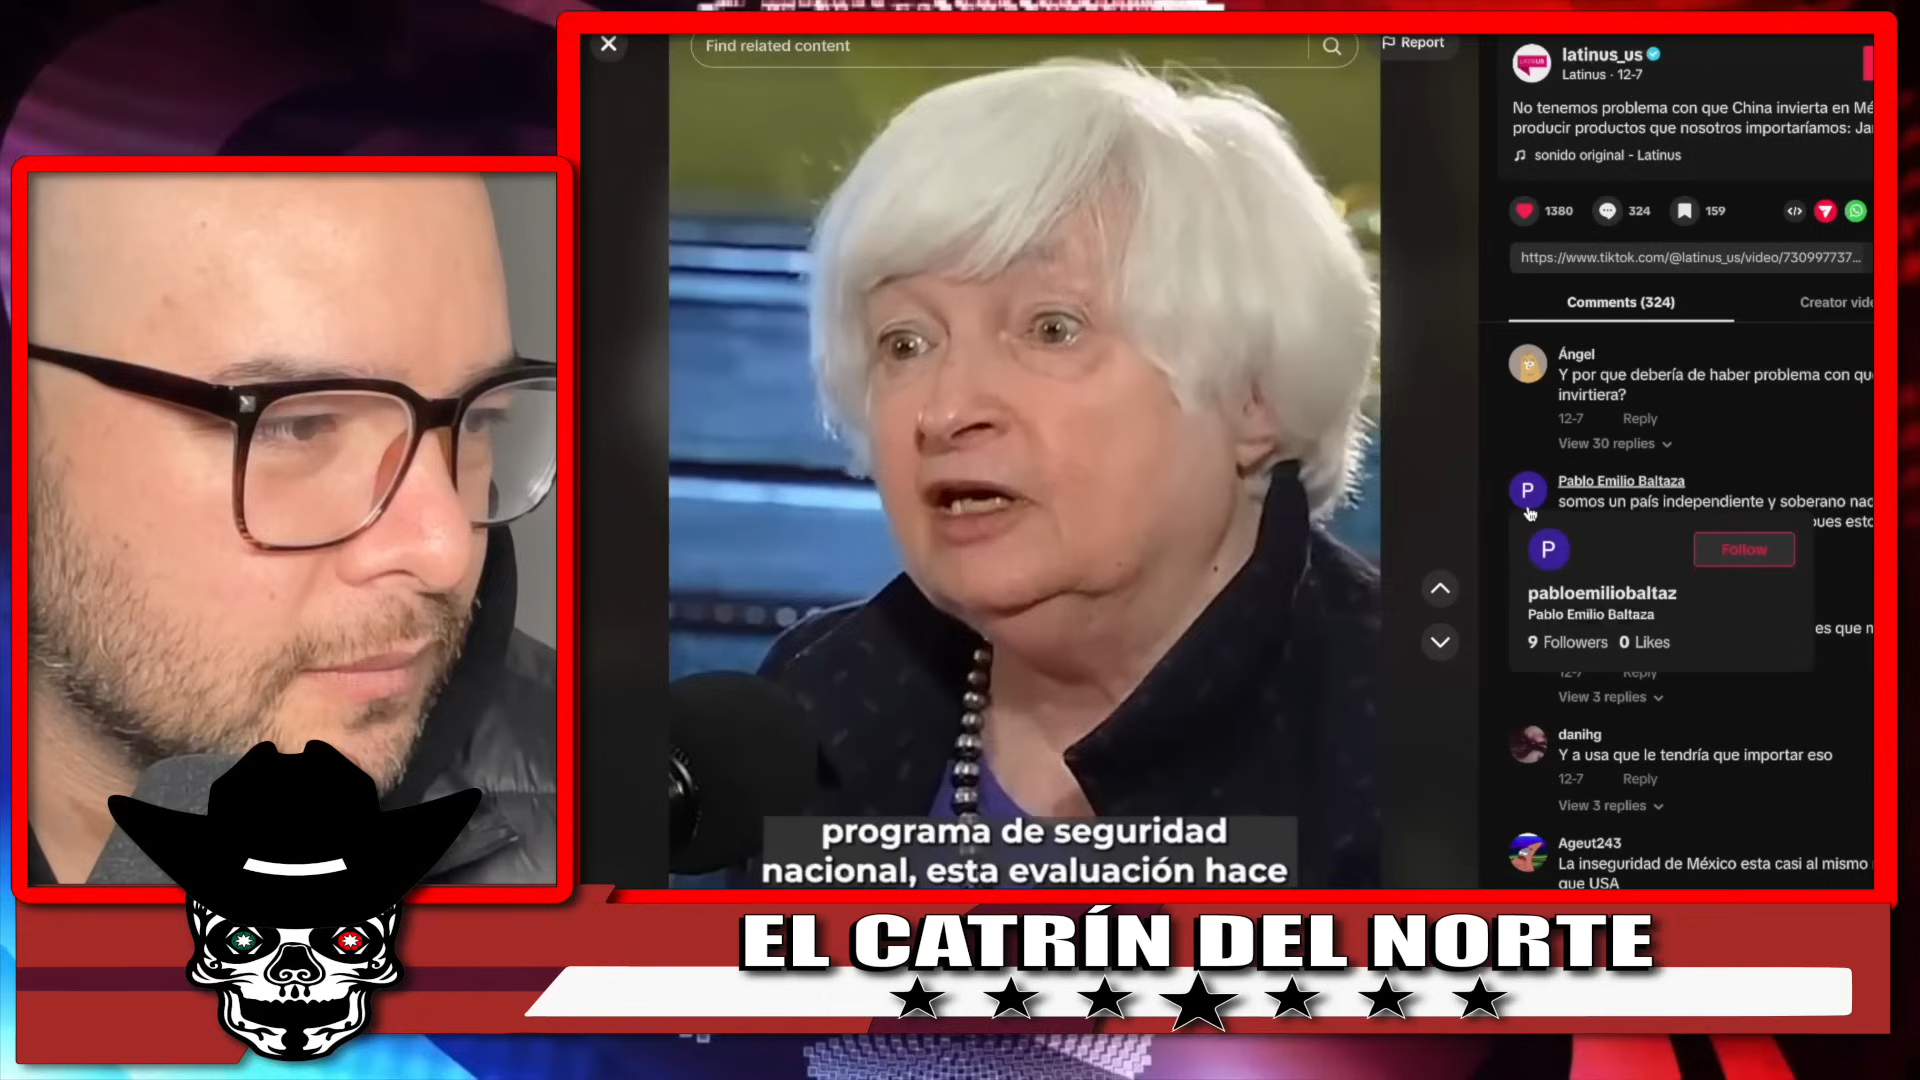 Find related content
Report
latinus_us
Latinus · 12-7
No tenemos problema con que China invierta en Mé
producir productos que nosotros importaríamos: Ja
sonido original - Latinus
1380
324
159
https://www.tiktok.com/@latinus_us/video/730997737...
Comments (324)
Creator vide
Ángel
Y por que debería de haber problema con qu
invirtiera?
12-7 Reply
View 30 replies
P
Pablo Emilio Baltaza
somos un país independiente y soberano nac
pues esto
P
Follow
pabloemiliobaltaz
Pablo Emilio Baltaza
9 Followers 0 Likes
es que m
12-7 Reply
View 3 replies
danihg
Y a usa que le tendría que importar eso
12-7 Reply
View 3 replies
Ageut243
La inseguridad de México esta casi al mismo
que USA
programa de seguridad
nacional, esta evaluación hace
EL CATRÍN DEL NORTE